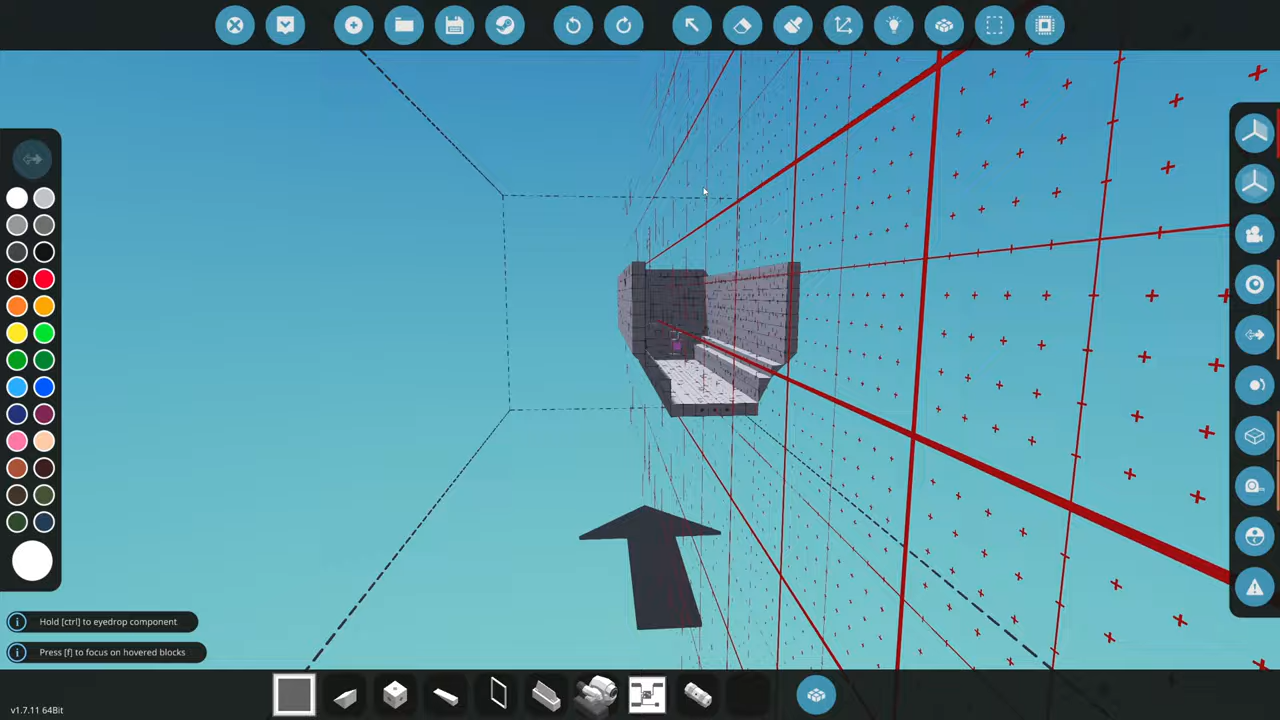 Hold [ctrl] to eyedrop component
Press [f] to focus on hovered blocks
v1.7.11 64Bit